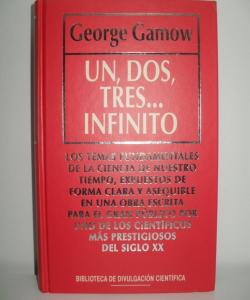 George Gamow
UN, DOS,
TRES...
INFINITO
LOS TEMAS FUNDAMENTALES
DE LA CIENCIA DE NUESTRO
TIEMPO, EXPUESTOS DE
FORMA CLARA Y ASEQUIBLE
EN UNA OBRA ESCRITA
PARA EL GRAN PÚBLICO POR
UNO DE LOS CIENTÍFICOS
MÁS PRESTIGIOSOS
DEL SIGLO XX
BIBLIOTECA DE DIVULGACIÓN CIENTÍFICA